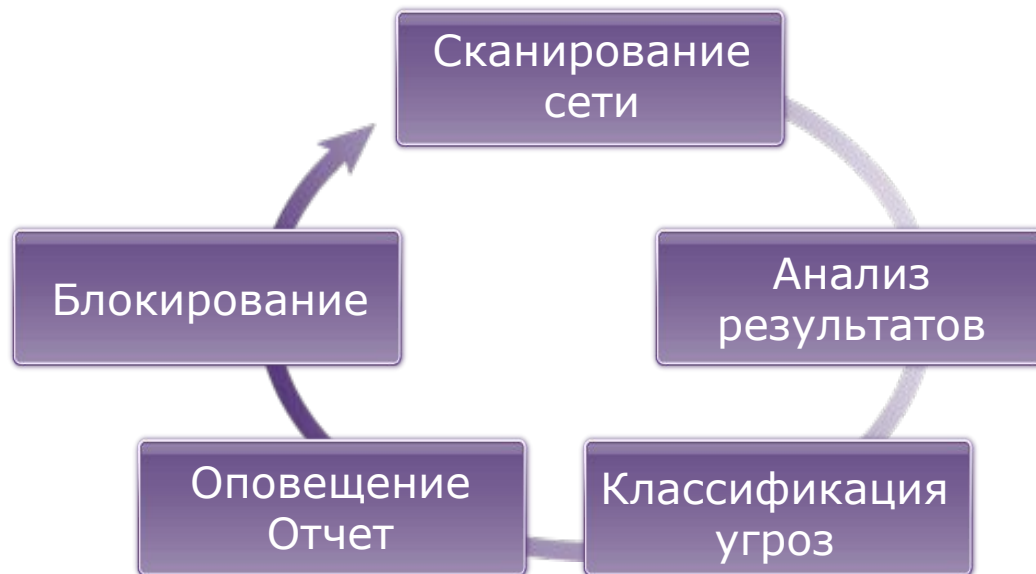 Сканирование
сети
Анализ
результатов
Классификация
угроз
Оповещение
Отчет
Блокирование